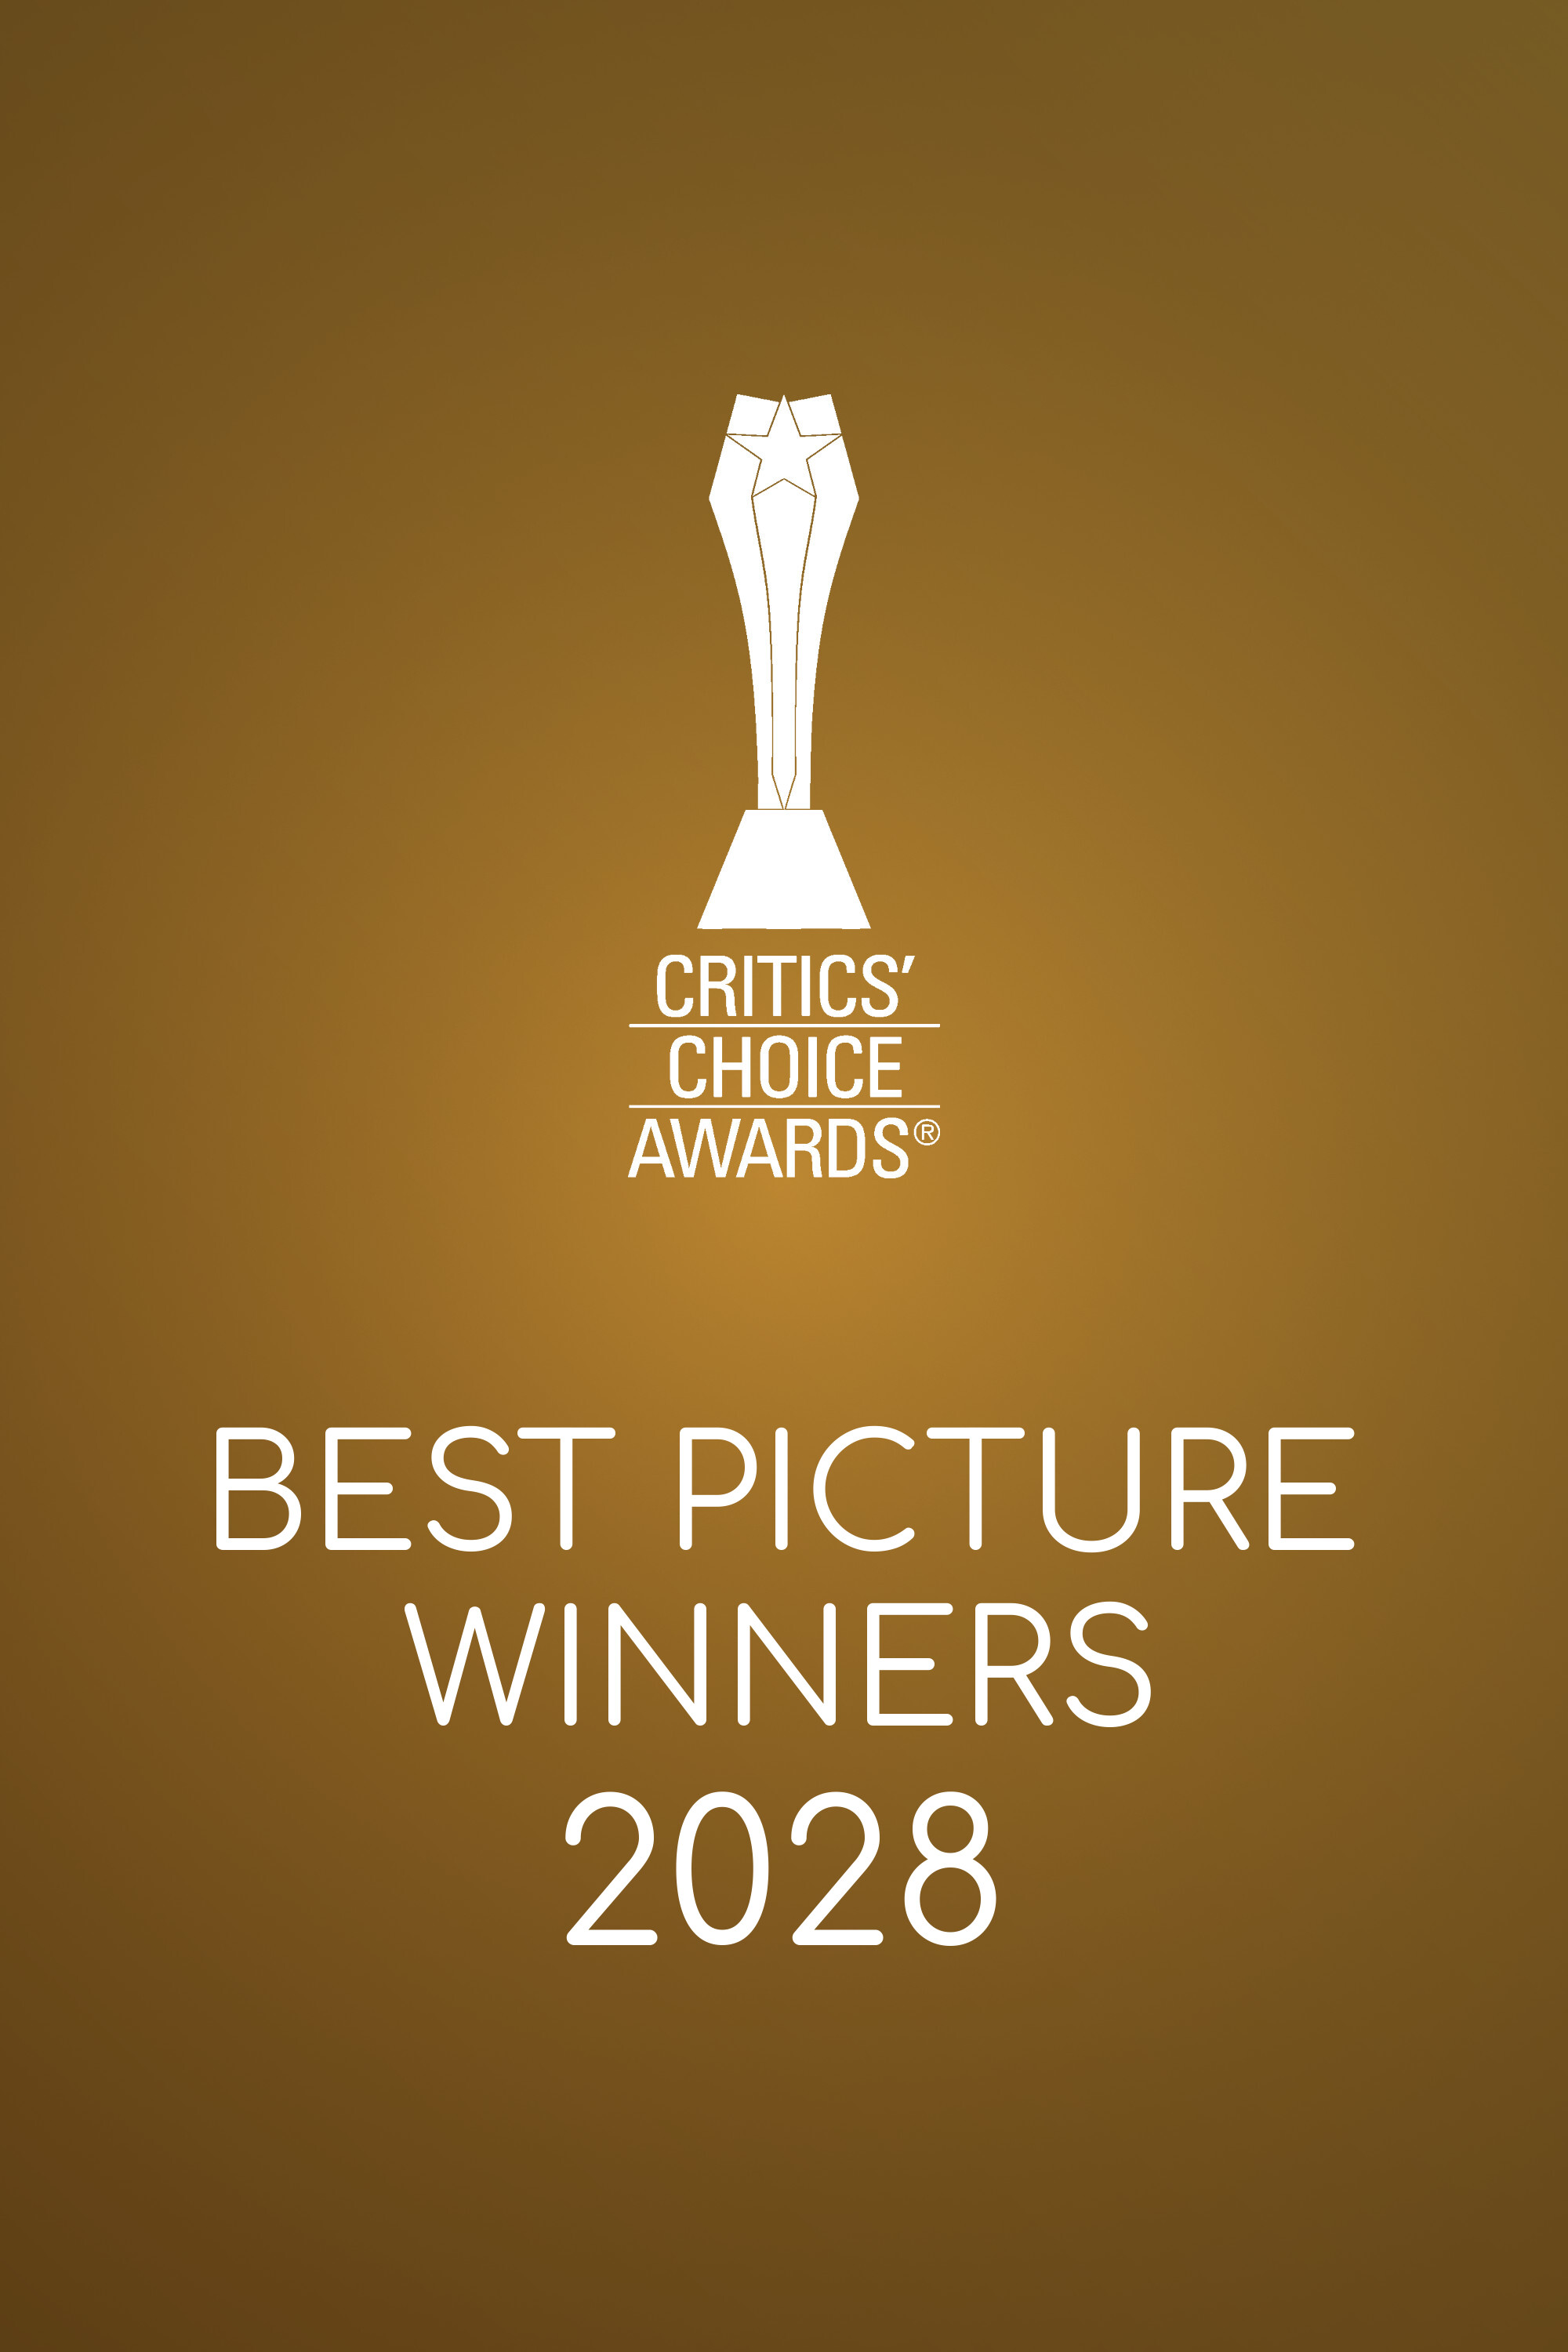 CRITICS'
CHOICE
AWARDS®
BEST PICTURE
WINNERS
2028